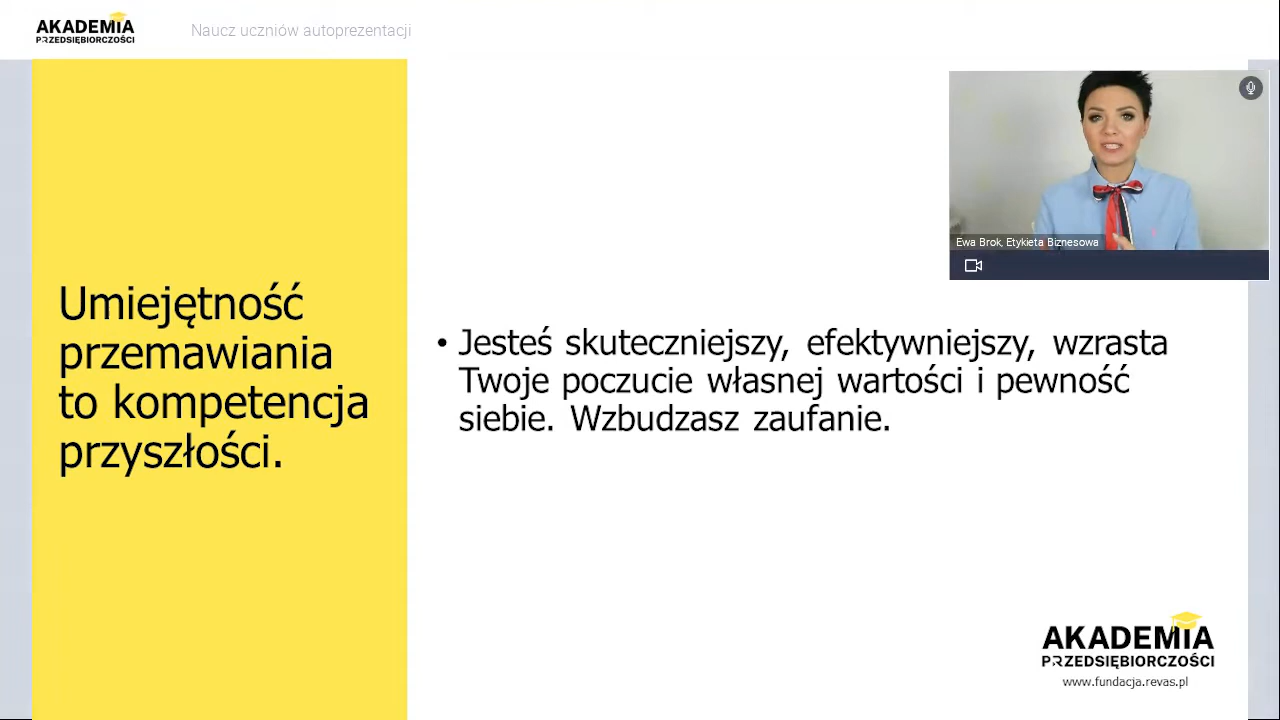 AKADEMIA
PRZEDSIĘBIORCZOŚCI
Naucz uczniów autoprezentacji
Ewa Brok, Etykieta Biznesowa
Umiejętność
przemawiania
to kompetencja
przyszłości.
• Jesteś skuteczniejszy, efektywniejszy, wzrasta
Twoje poczucie własnej wartości i pewność
siebie. Wzbudzasz zaufanie.
AKADEMIA
PRZEDSIĘBIORCZOŚCI
www.fundacja.revas.pl